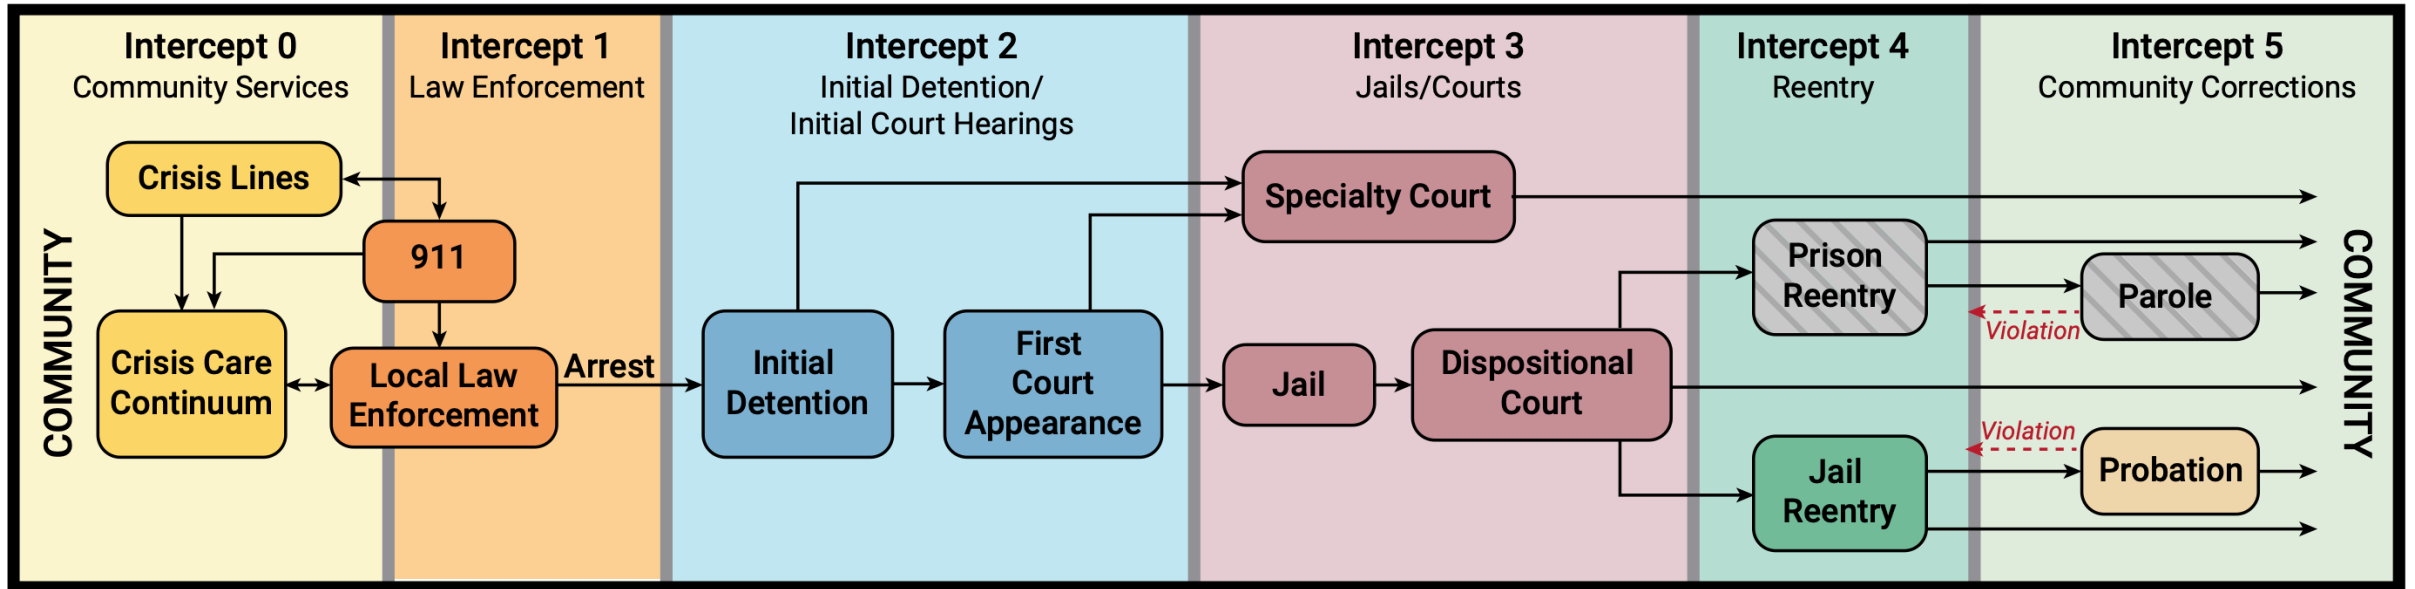 Intercept 0
Community Services
Intercept 1
Law Enforcement
Intercept 2
Initial Detention/
Initial Court Hearings
Intercept 3
Jails/Courts
Intercept 4
Reentry
Intercept 5
Community Corrections
COMMUNITY
Crisis Lines
911
Crisis Care
Continuum
Local Law
Enforcement
Arrest
Initial
Detention
First
Court
Appearance
Specialty Court
Jail
Dispositional
Court
Prison
Reentry
Jail
Reentry
Parole
Violation
Violation
Probation
COMMUNITY